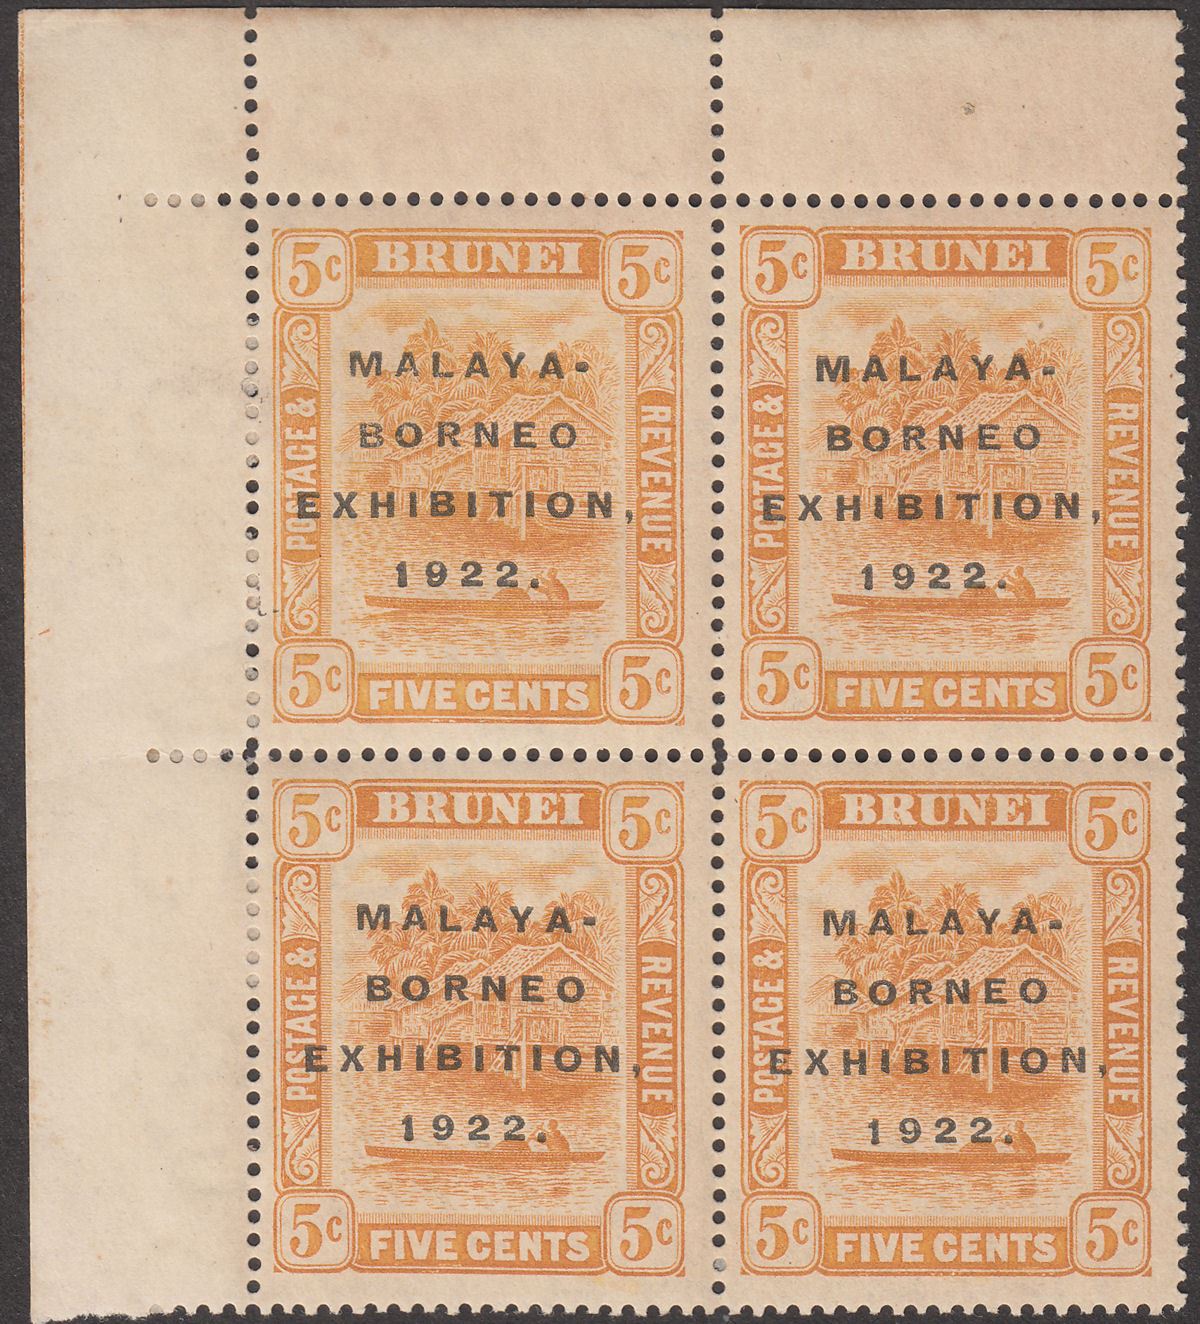 5c BRUNEI 5c
POSTAGE &
REVENUE
MALAYA-
BORNEO
EXHIBITION,
1922.
5c FIVE CENTS 5c
5c BRUNEI 5c
POSTAGE &
REVENUE
MALAYA-
BORNEO
EXHIBITION,
1922.
5c FIVE CENTS 5c
5c BRUNEI 5c
POSTAGE &
REVENUE
MALAYA-
BORNEO
EXHIBITION,
1922.
5c FIVE CENTS 5c
5c BRUNEI 5c
POSTAGE &
REVENUE
MALAYA-
BORNEO
EXHIBITION,
1922.
5c FIVE CENTS 5c